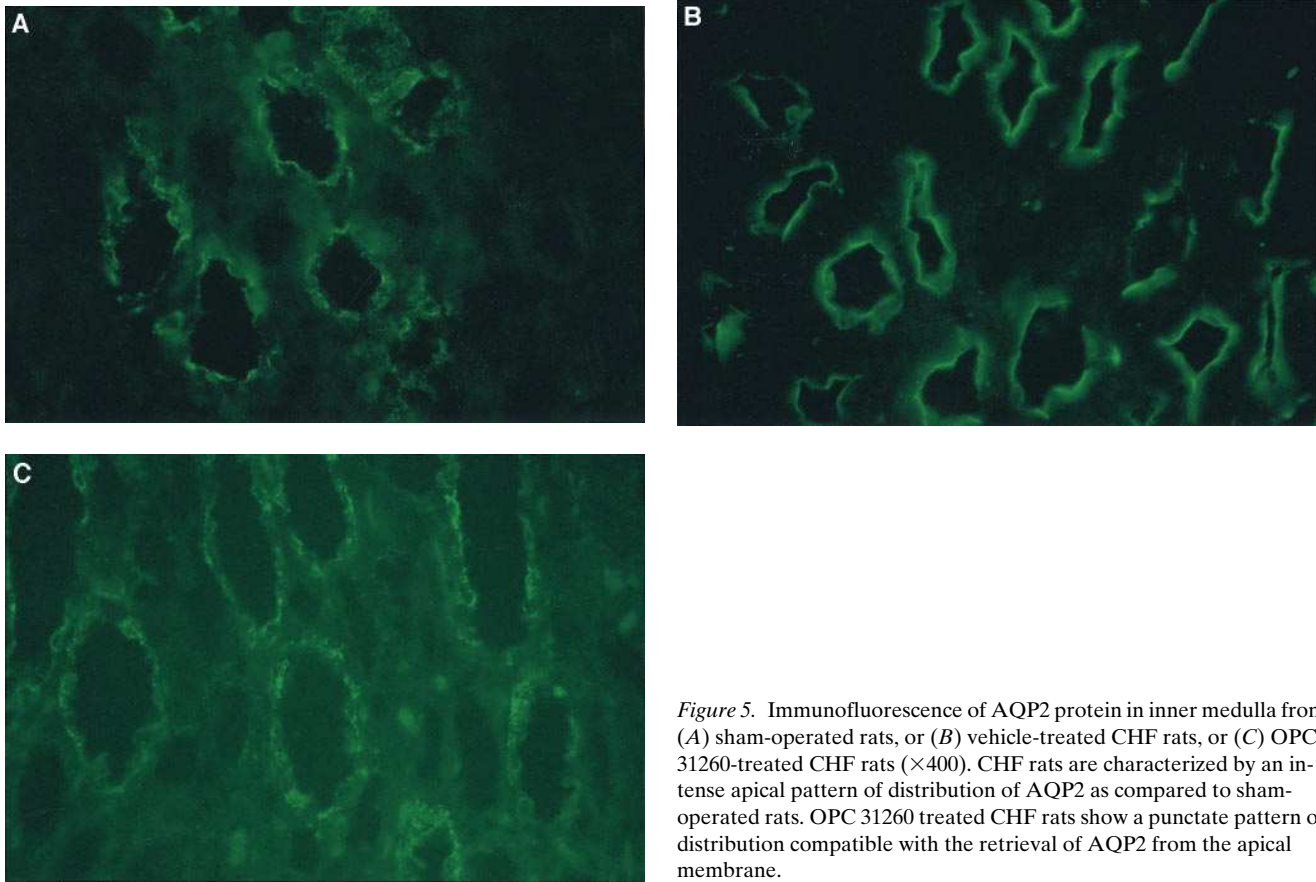 A
B
C
Figure 5. Immunofluorescence of AQP2 protein in inner medulla
(A) sham-operated rats, or (B) vehicle-treated CHF rats, or (C) OPC
31260-treated CHF rats (×400). CHF rats are characterized by an in-
tense apical pattern of distribution of AQP2 as compared to sham-
operated rats. OPC 31260 treated CHF rats show a punctate pattern
distribution compatible with the retrieval of AQP2 from the apical
membrane.